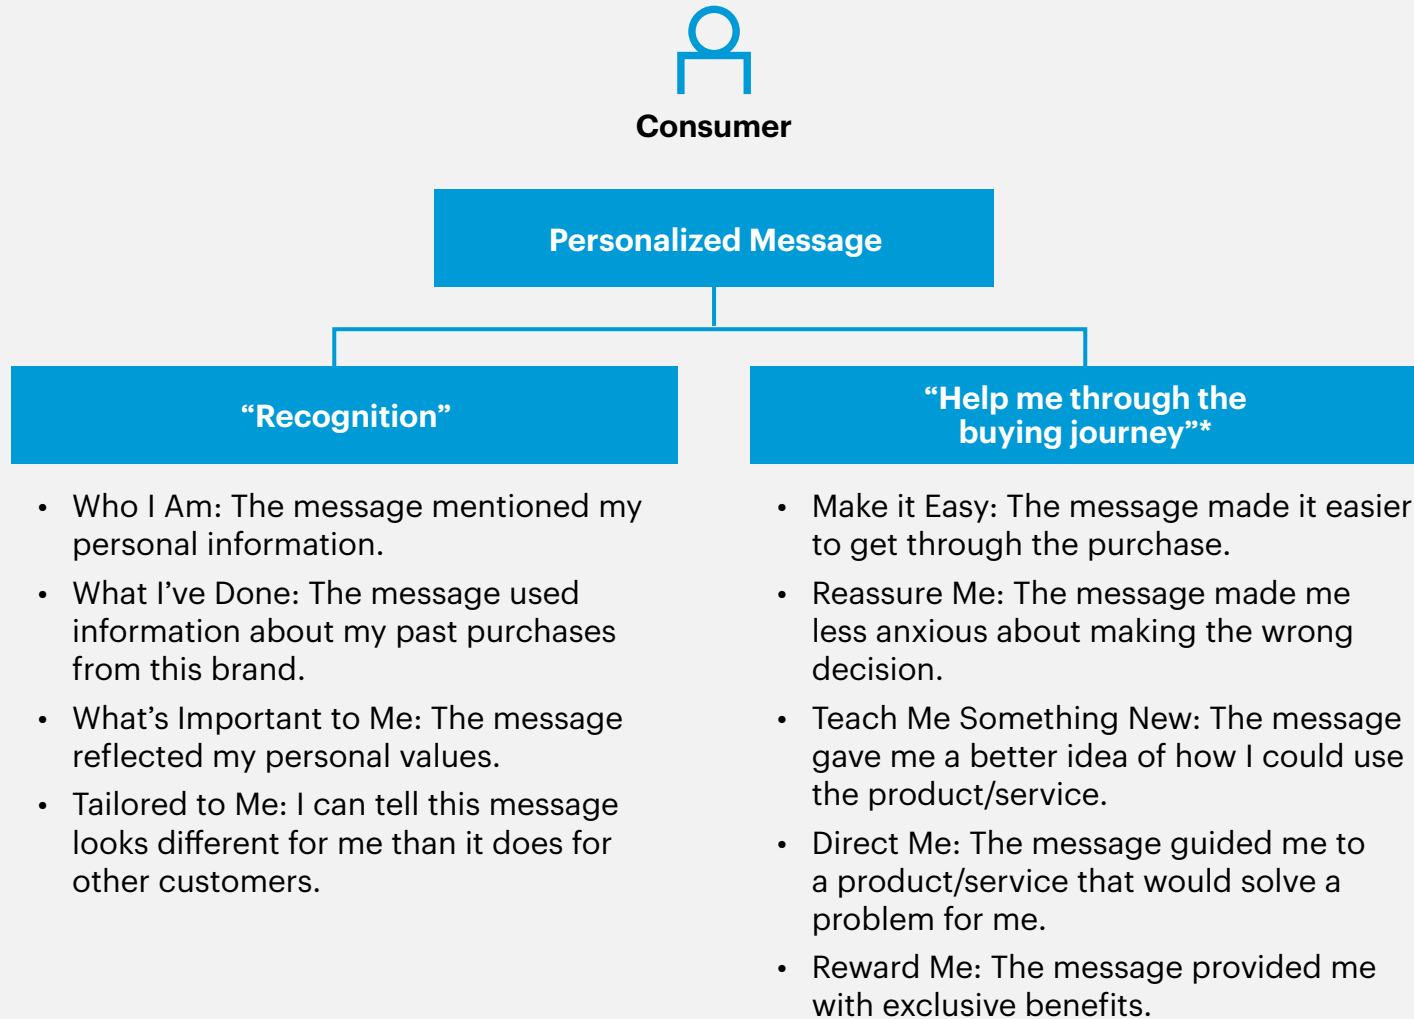 Consumer
Personalized Message
“Recognition”
• Who I Am: The message mentioned my
personal information.
• What I’ve Done: The message used
information about my past purchases
from this brand.
• What’s Important to Me: The message
reflected my personal values.
• Tailored to Me: I can tell this message
looks different for me than it does for
other customers.
“Help me through the
buying journey”*
• Make it Easy: The message made it easier
to get through the purchase.
• Reassure Me: The message made me
less anxious about making the wrong
decision.
• Teach Me Something New: The message
gave me a better idea of how I could use
the product/service.
• Direct Me: The message guided me to
a product/service that would solve a
problem for me.
• Reward Me: The message provided me
with exclusive benefits.